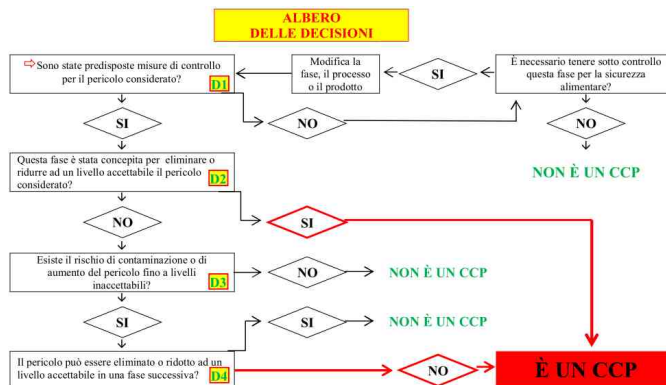 ALBERO
DELLE DECISIONI
⇨Sono state predisposte misure di controllo
per il pericolo considerato?
D1
Modifica la
fase, il processo
o il prodotto
SI
È necessario tenere sotto controllo
questa fase per la sicurezza
alimentare?
SI
NO
NO
NON È UN CCP
Questa fase è stata concepita per eliminare o
ridurre ad un livello accettabile il pericolo
considerato?
D2
NO
SI
Esiste il rischio di contaminazione o di
aumento del pericolo fino a livelli
inaccettabili?
D3
NO
NON È UN CCP
SI
SI
NON È UN CCP
Il pericolo può essere eliminato o ridotto ad un
livello accettabile in una fase successiva?
D4
NO
È UN CCP